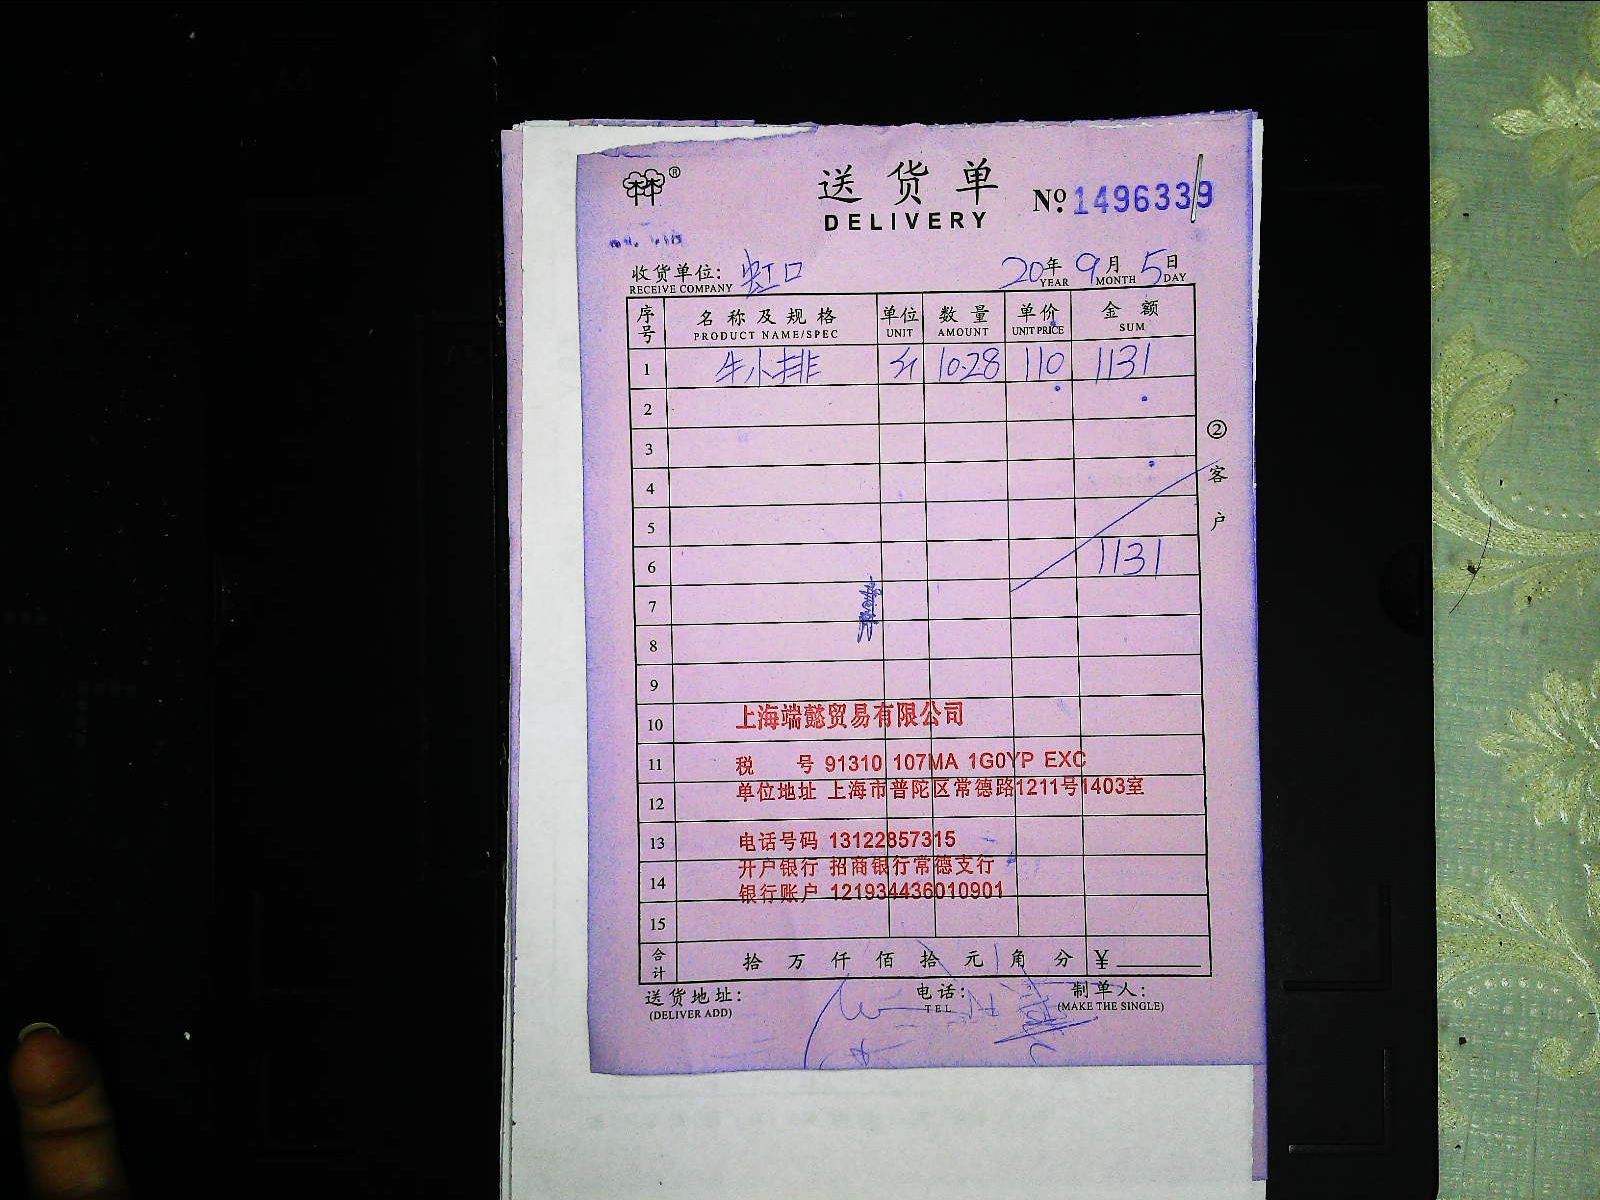 林 ®
送货单
DELIVERY
№ 1496339
收货单位: 虹口 20年 9月 5日
RECEIVE COMPANY YEAR MONTH DAY
序号 名称及规格 单位 数量 单价 金额
PRODUCT NAME/SPEC UNIT AMOUNT UNIT PRICE SUM
1 牛小排 斤 10.28 110 1131
2
3
4
5
6 1131
7
8
9
10 上海端懿贸易有限公司
11 税 号 91310 107MA 1G0YP EXC
12 单位地址 上海市普陀区常德路1211号1403室
13 电话号码 13122857315
开户银行 招商银行常德支行
14 银行账户 121934436010901
15
合计 拾 万 仟 佰 拾 元 角 分 ¥
送货地址: 电话: 制单人:
(DELIVER ADD) TEL (MAKE THE SINGLE)
② 客户